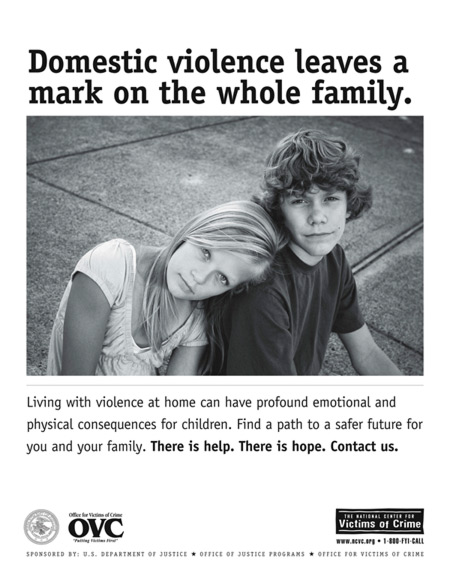 Domestic violence leaves a
mark on the whole family.
Living with violence at home can have profound emotional and
physical consequences for children. Find a path to a safer future for
you and your family. There is help. There is hope. Contact us.
Office for Victims of Crime
OVC
"Putting Victims First"
THE NATIONAL CENTER FOR
Victims of Crime
www.ncvc.org • 1-800-FYI-CALL
SPONSORED BY: U.S. DEPARTMENT OF JUSTICE ★ OFFICE OF JUSTICE PROGRAMS ★ OFFICE FOR VICTIMS OF CRIME